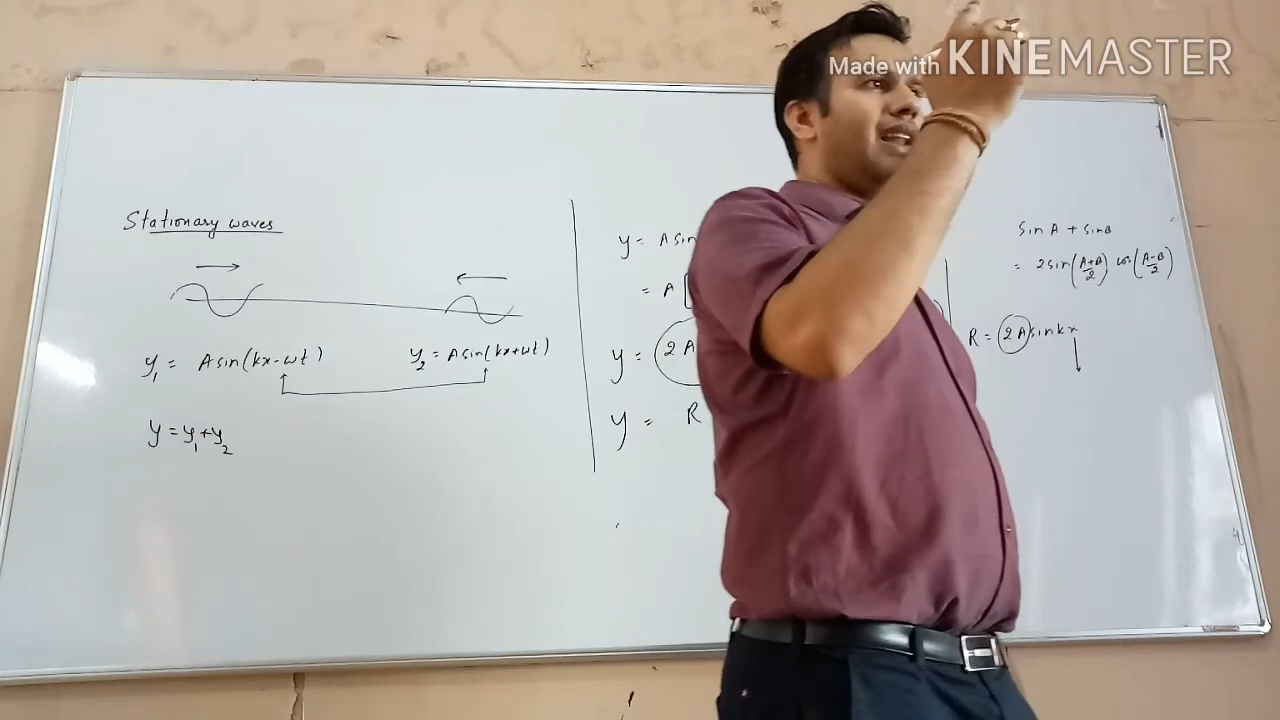 Made with KINEMASTER
Stationary waves
y₁ = A sin(kx-ωt)
y₂ = A sin(kx+ωt)
y = y₁+y₂
y = A sin
= A [
y = (2A
y = R
sin A + sin B
= 2 sin(A+B/2) cos(A-B/2)
R = 2A sin kx